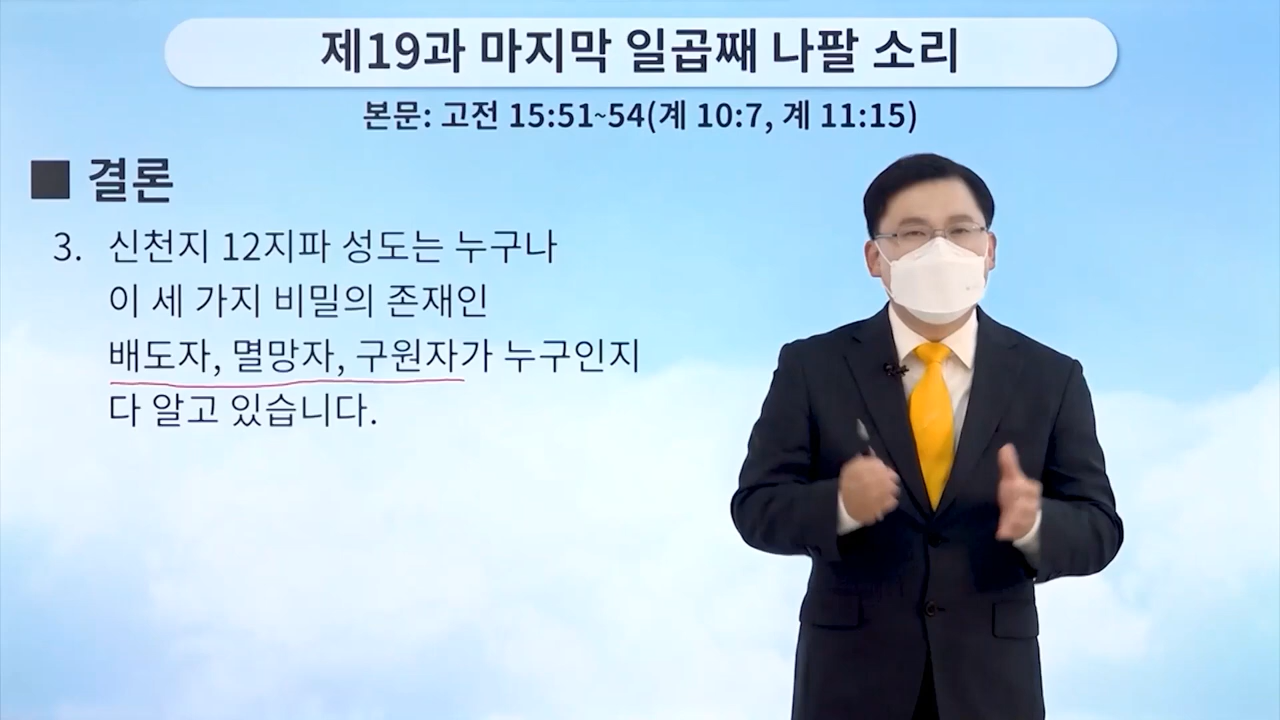 제19과 마지막 일곱째 나팔 소리
본문: 고전 15:51~54(계 10:7, 계 11:15)
■ 결론
3. 신천지 12지파 성도는 누구나
이 세 가지 비밀의 존재인
배도자, 멸망자, 구원자가 누구인지
다 알고 있습니다.